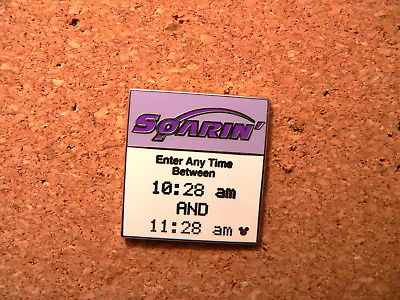 SOARIN'
Enter Any Time
Between
10:28 am
AND
11:28 am